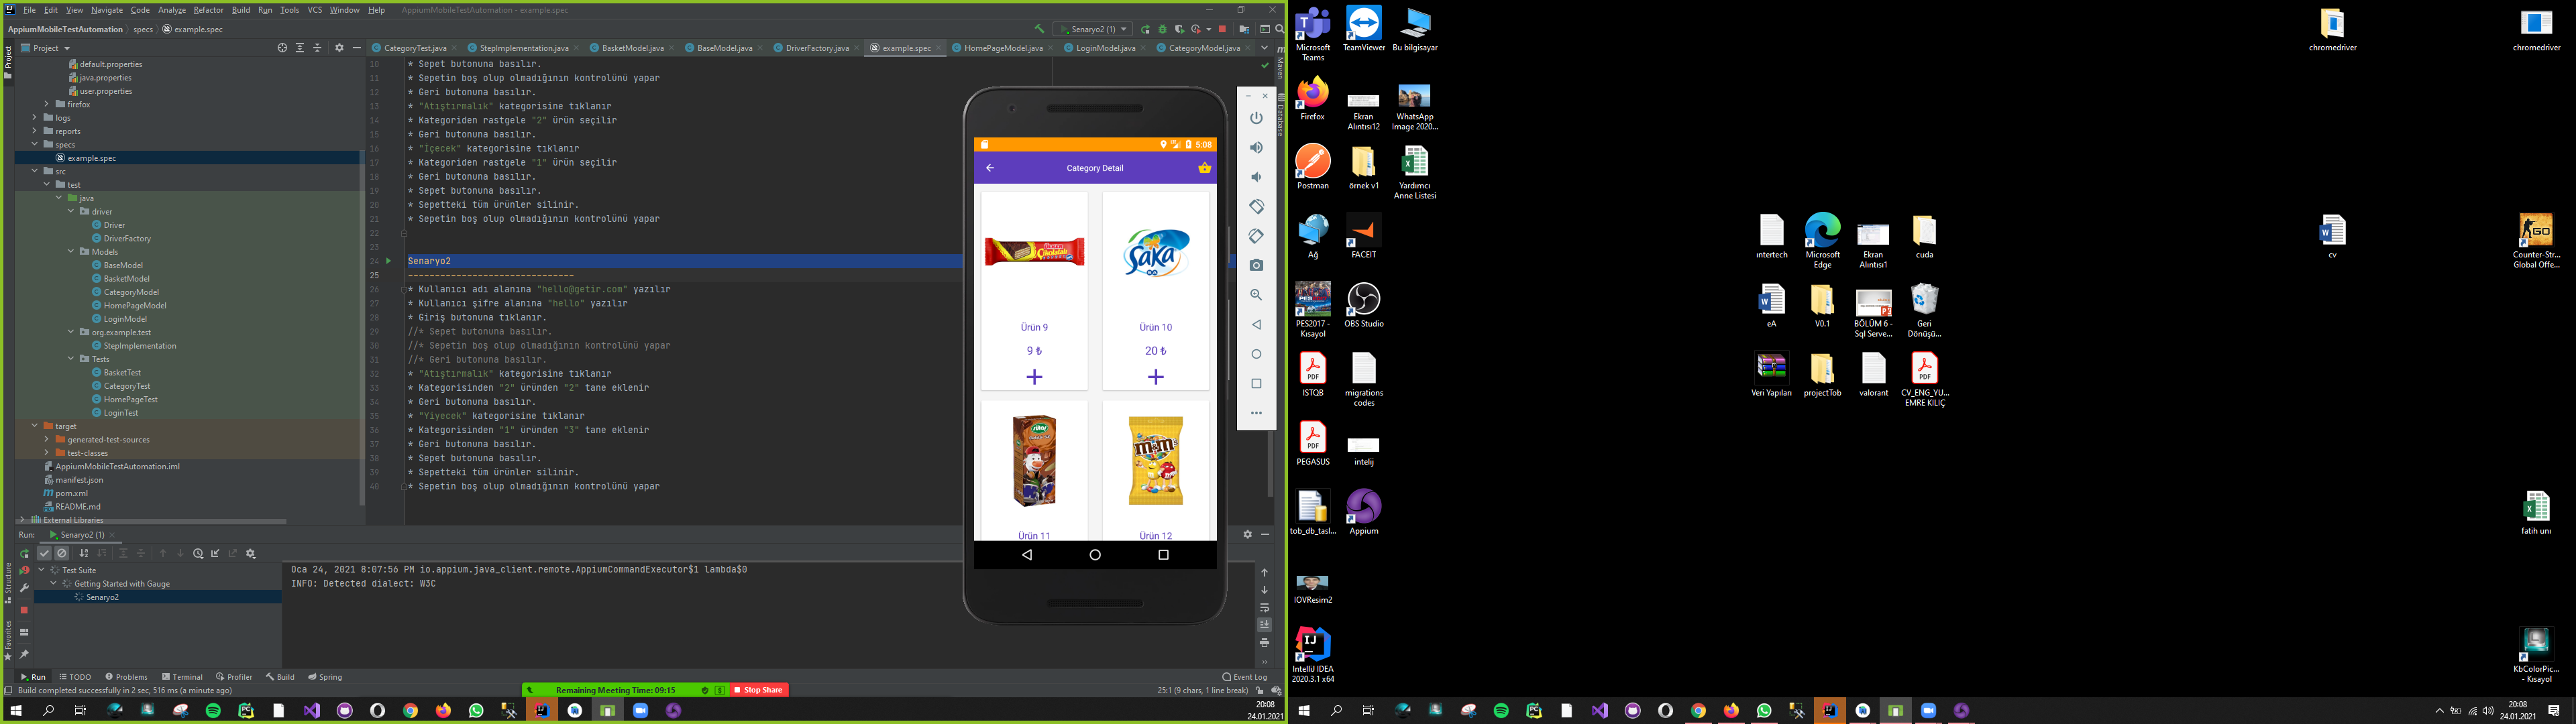 File Edit View Navigate Code Analyze Refactor Build Run Tools VCS Window Help AppiumMobileTestAutomation - example.spec
AppiumMobileTestAutomation specs example.spec
Senaryo2 (1)
Project
CategoryTest.java StepImplementation.java BasketModel.java BaseModel.java DriverFactory.java example.spec HomePageModel.java LoginModel.java CategoryModel.java
default.properties
java.properties
user.properties
firefox
logs
reports
specs
example.spec
src
test
java
driver
Driver
DriverFactory
Models
BaseModel
BasketModel
CategoryModel
HomePageModel
LoginModel
org.example.test
StepImplementation
Tests
BasketTest
CategoryTest
HomePageTest
LoginTest
target
generated-test-sources
test-classes
AppiumMobileTestAutomation.iml
manifest.json
pom.xml
README.md
External Libraries
Project
Structure
Favorites
Maven
Database
10 * Sepet butonuna basılır.
11 * Sepetin boş olup olmadığının kontrolünü yapar
12 * Geri butonuna basılır.
13 * "Atıştırmalık" kategorisine tıklanır
14 * Kategoriden rastgele "2" ürün seçilir
15 * Geri butonuna basılır.
16 * "İçecek" kategorisine tıklanır
17 * Kategoriden rastgele "1" ürün seçilir
18 * Geri butonuna basılır.
19 * Sepet butonuna basılır.
20 * Sepetteki tüm ürünler silinir.
21 * Sepetin boş olup olmadığının kontrolünü yapar
22
23
24 Senaryo2
25 -------------------------------
26 * Kullanıcı adı alanına "hello@getir.com" yazılır
27 * Kullanıcı şifre alanına "hello" yazılır
28 * Giriş butonuna tıklanır.
29 //* Sepet butonuna basılır.
30 //* Sepetin boş olup olmadığının kontrolünü yapar
31 //* Geri butonuna basılır.
32 * "Atıştırmalık" kategorisine tıklanır
33 * Kategorisinden "2" üründen "2" tane eklenir
34 * Geri butonuna basılır.
35 * "Yiyecek" kategorisine tıklanır
36 * Kategorisinden "1" üründen "3" tane eklenir
37 * Geri butonuna basılır.
38 * Sepet butonuna basılır.
39 * Sepetteki tüm ürünler silinir.
40 * Sepetin boş olup olmadığının kontrolünü yapar
5:08
Category Detail
Saka
Ürün 9
Ürün 10
9 ₺
20 ₺
m&m's
Ürün 11
Ürün 12
Run: Senaryo2 (1)
Test Suite
Getting Started with Gauge
Senaryo2
Oca 24, 2021 8:07:56 PM io.appium.java_client.remote.AppiumCommandExecutor$1 lambda$0
INFO: Detected dialect: W3C
Run TODO Problems Terminal Profiler Build Spring
Event Log
Build completed successfully in 2 sec, 516 ms (a minute ago)
Remaining Meeting Time: 09:15
Stop Share
25:1 (9 chars, 1 line break)
20:08
24.01.2021
Microsoft Teams
TeamViewer
Bu bilgisayar
Firefox
Ekran Alıntısı12
WhatsApp Image 2020...
Postman
örnek v1
Yardımcı Anne Listesi
Ağ
FACEIT
PES2017 - Kısayol
OBS Studio
ISTQB
migrations codes
PEGASUS
intelij
tob_db_tasl...
Appium
IOVResim2
IntelliJ IDEA 2020.3.1 x64
intertech
Microsoft Edge
Ekran Alıntısı1
cuda
eA
V0.1
BÖLÜM 6 - Sql Serve...
Geri Dönüşü...
Veri Yapıları
projectTob
valorant
CV_ENG_YU... EMRE KILIÇ
chromedriver
chromedriver
cv
Counter-Str... Global Offe...
fatih uni
KbColorPic... - Kısayol
20:08
24.01.2021